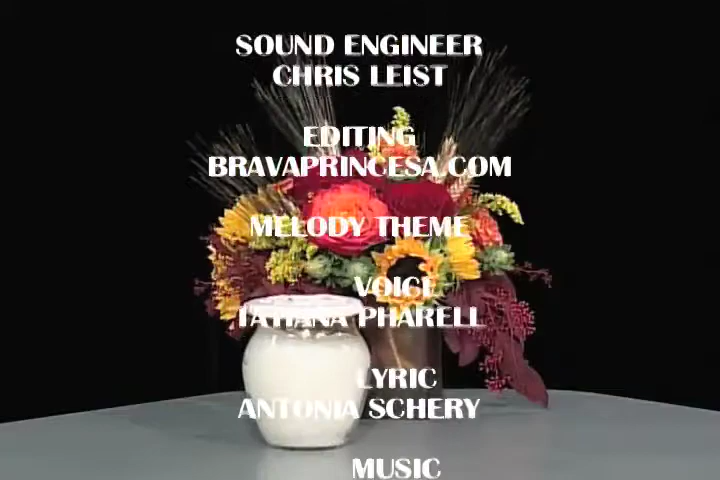 SOUND ENGINEER
CHRIS LEIST
EDITING
BRAVAPRINCESA.COM
MELODY THEME
VOICE
TATIANA PHARELL
LYRIC
ANTONIA SCHERY
MUSIC